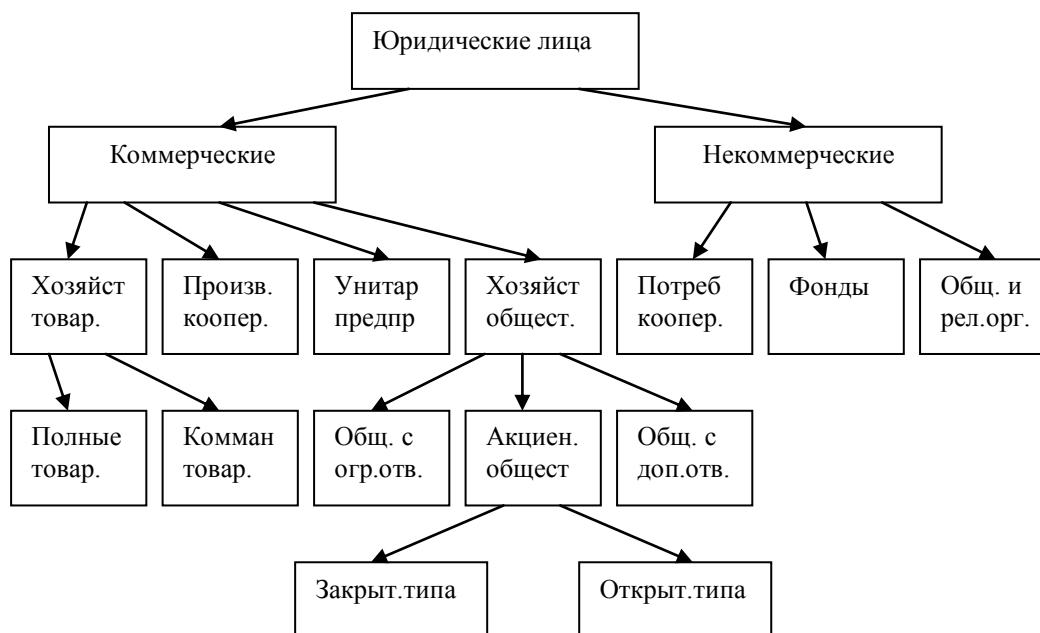 Юридические лица
Коммерческие
Некоммерческие
Хозяйст
товар.
Произв.
коопер.
Унитар
предпр
Хозяйст
общест.
Потреб
коопер.
Фонды
Общ. и
рел.орг.
Полные
товар.
Комман
товар.
Общ. с
огр.отв.
Акциен.
общест
Общ. с
доп.отв.
Закрыт.типа
Открыт.типа